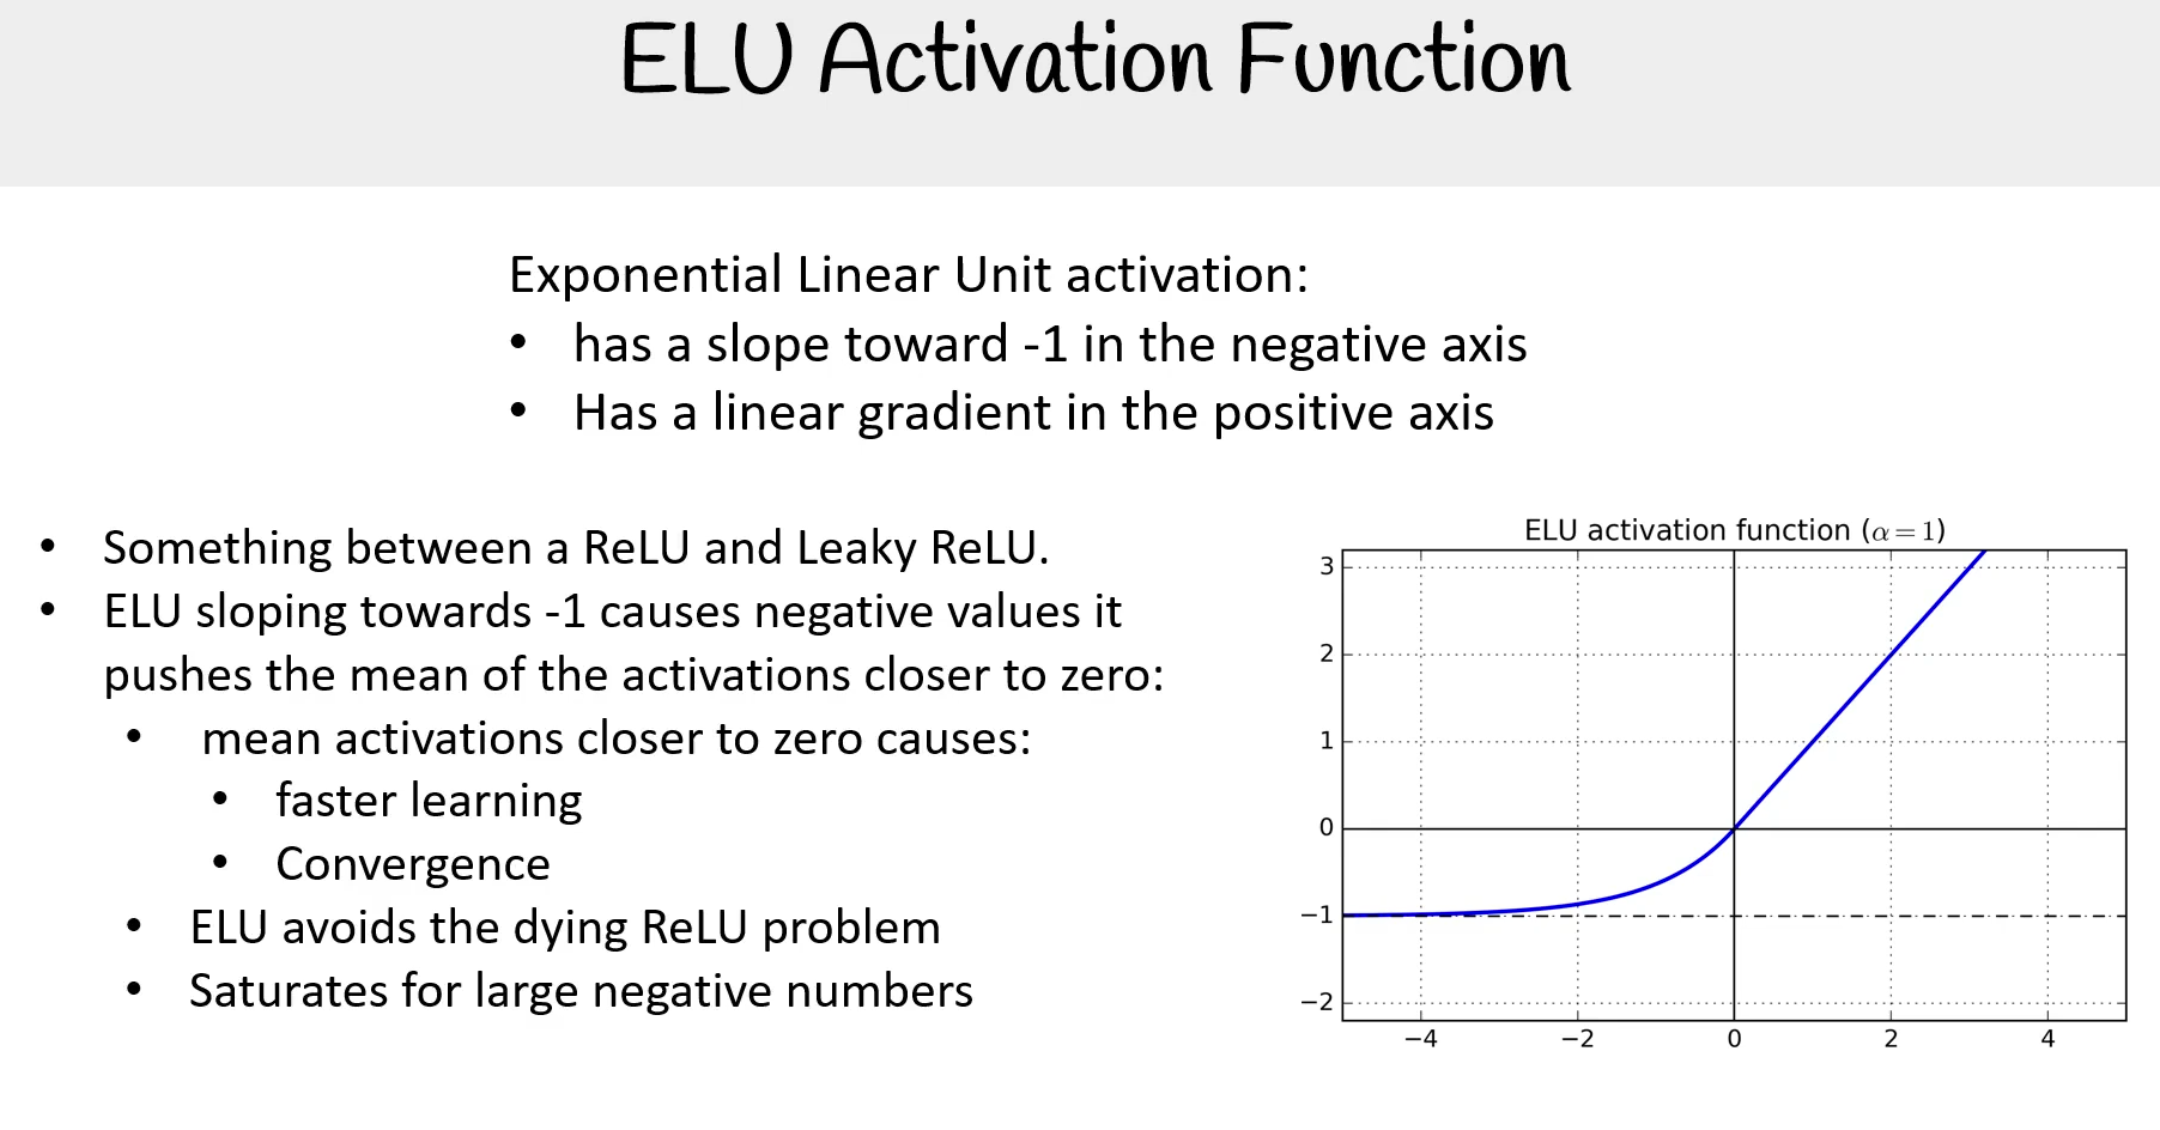 ELU Activation Function
Exponential Linear Unit activation:
• has a slope toward -1 in the negative axis
• Has a linear gradient in the positive axis
• Something between a ReLU and Leaky ReLU.
• ELU sloping towards -1 causes negative values it
pushes the mean of the activations closer to zero:
• mean activations closer to zero causes:
• faster learning
• Convergence
• ELU avoids the dying ReLU problem
• Saturates for large negative numbers
ELU activation function (α = 1)
3
2
1
0
−1
−2
−4 −2 0 2 4